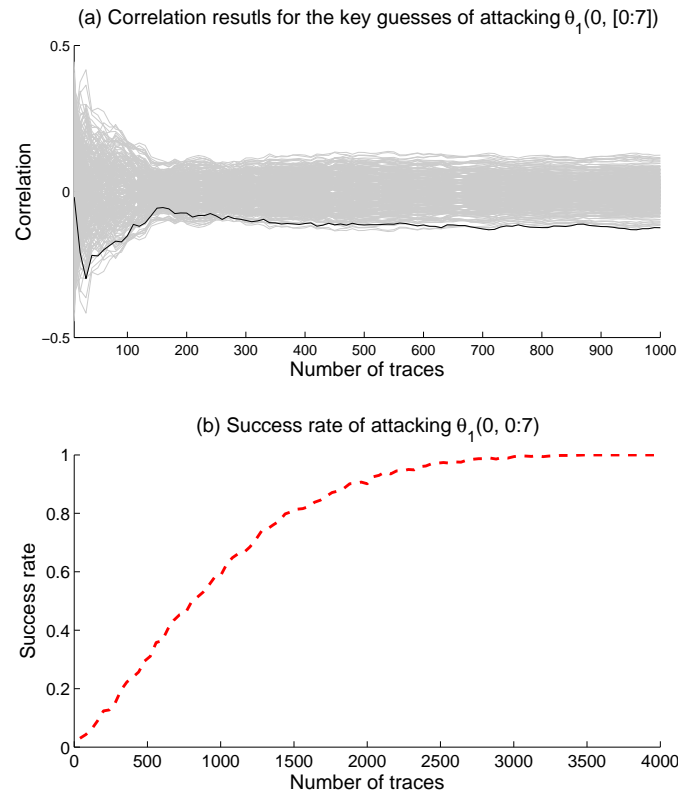 (a) Correlation resutls for the key guesses of attacking θ₁(0, [0:7])
0.5
0
−0.5
Correlation
100 200 300 400 500 600 700 800 900 1000
Number of traces
(b) Success rate of attacking θ₁(0, 0:7)
1
0.8
0.6
0.4
0.2
0
Success rate
0 500 1000 1500 2000 2500 3000 3500 4000
Number of traces